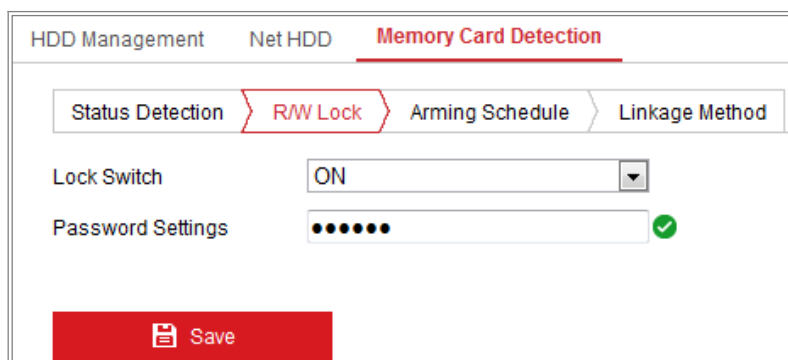 HDD Management Net HDD Memory Card Detection
Status Detection R/W Lock Arming Schedule Linkage Method
Lock Switch ON
Password Settings ••••••
Save